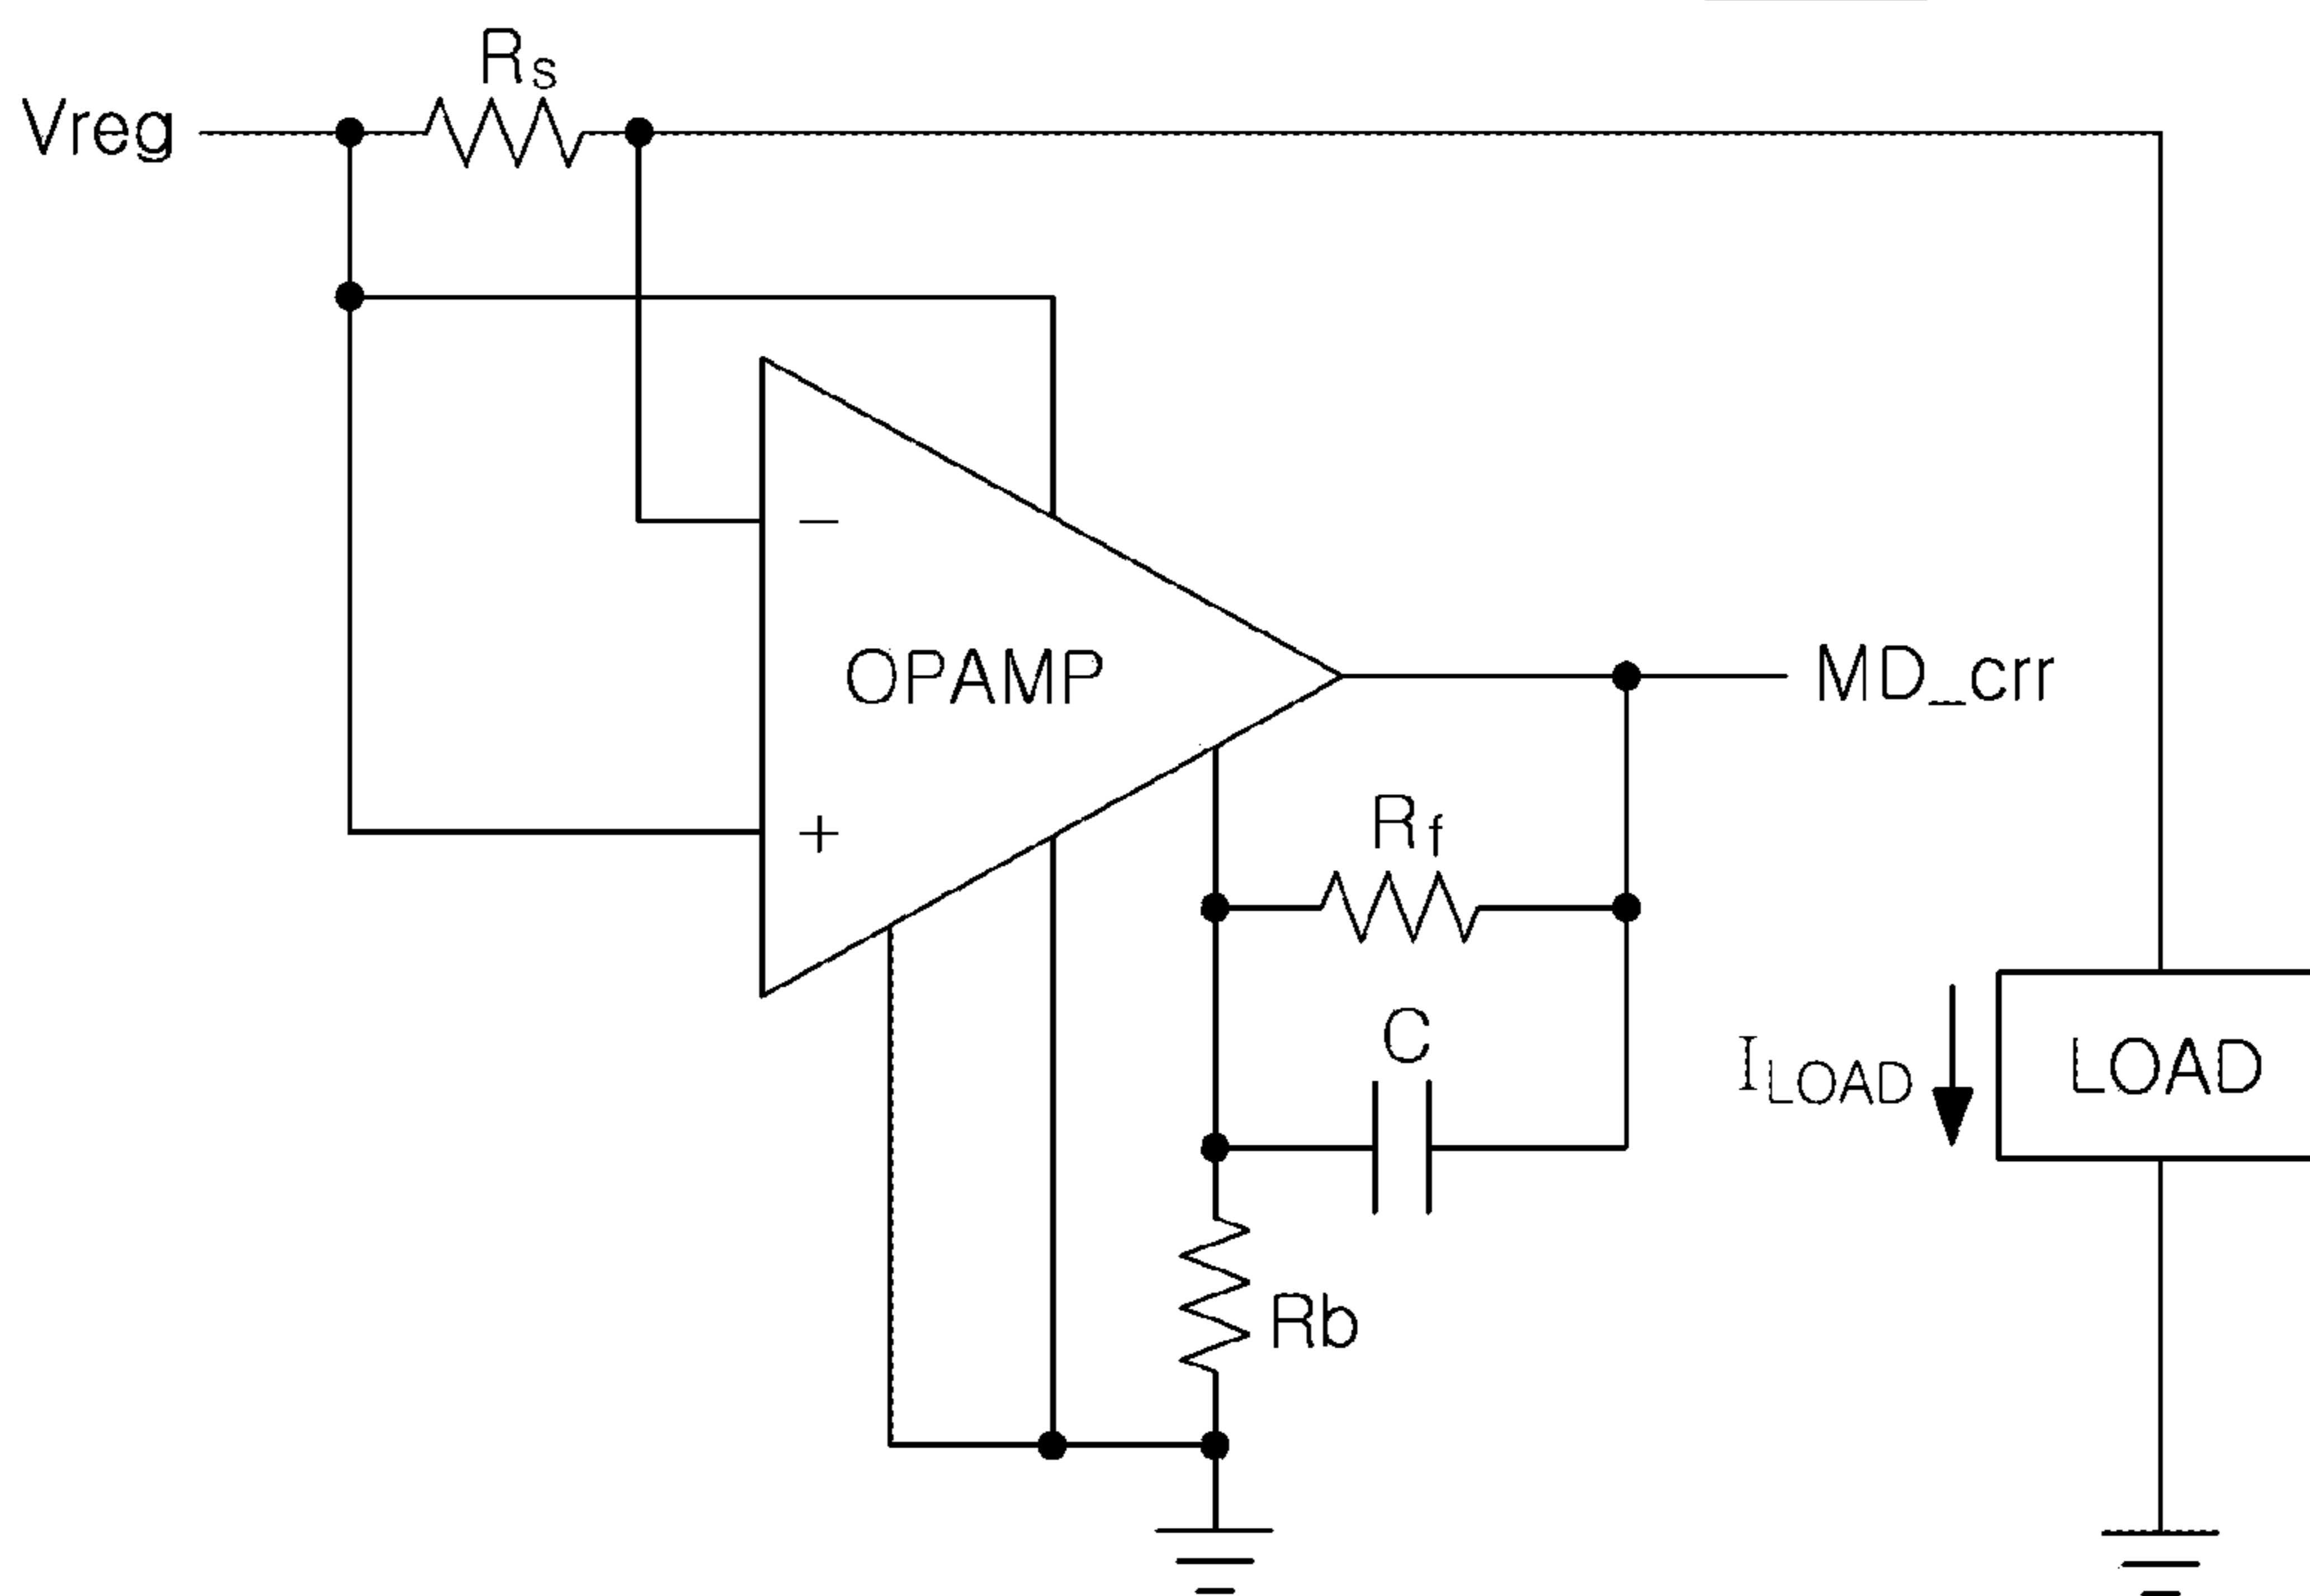 Rs
Vreg
−
OPAMP
MD_crr
+
Rf
C
ILOAD
LOAD
Rb